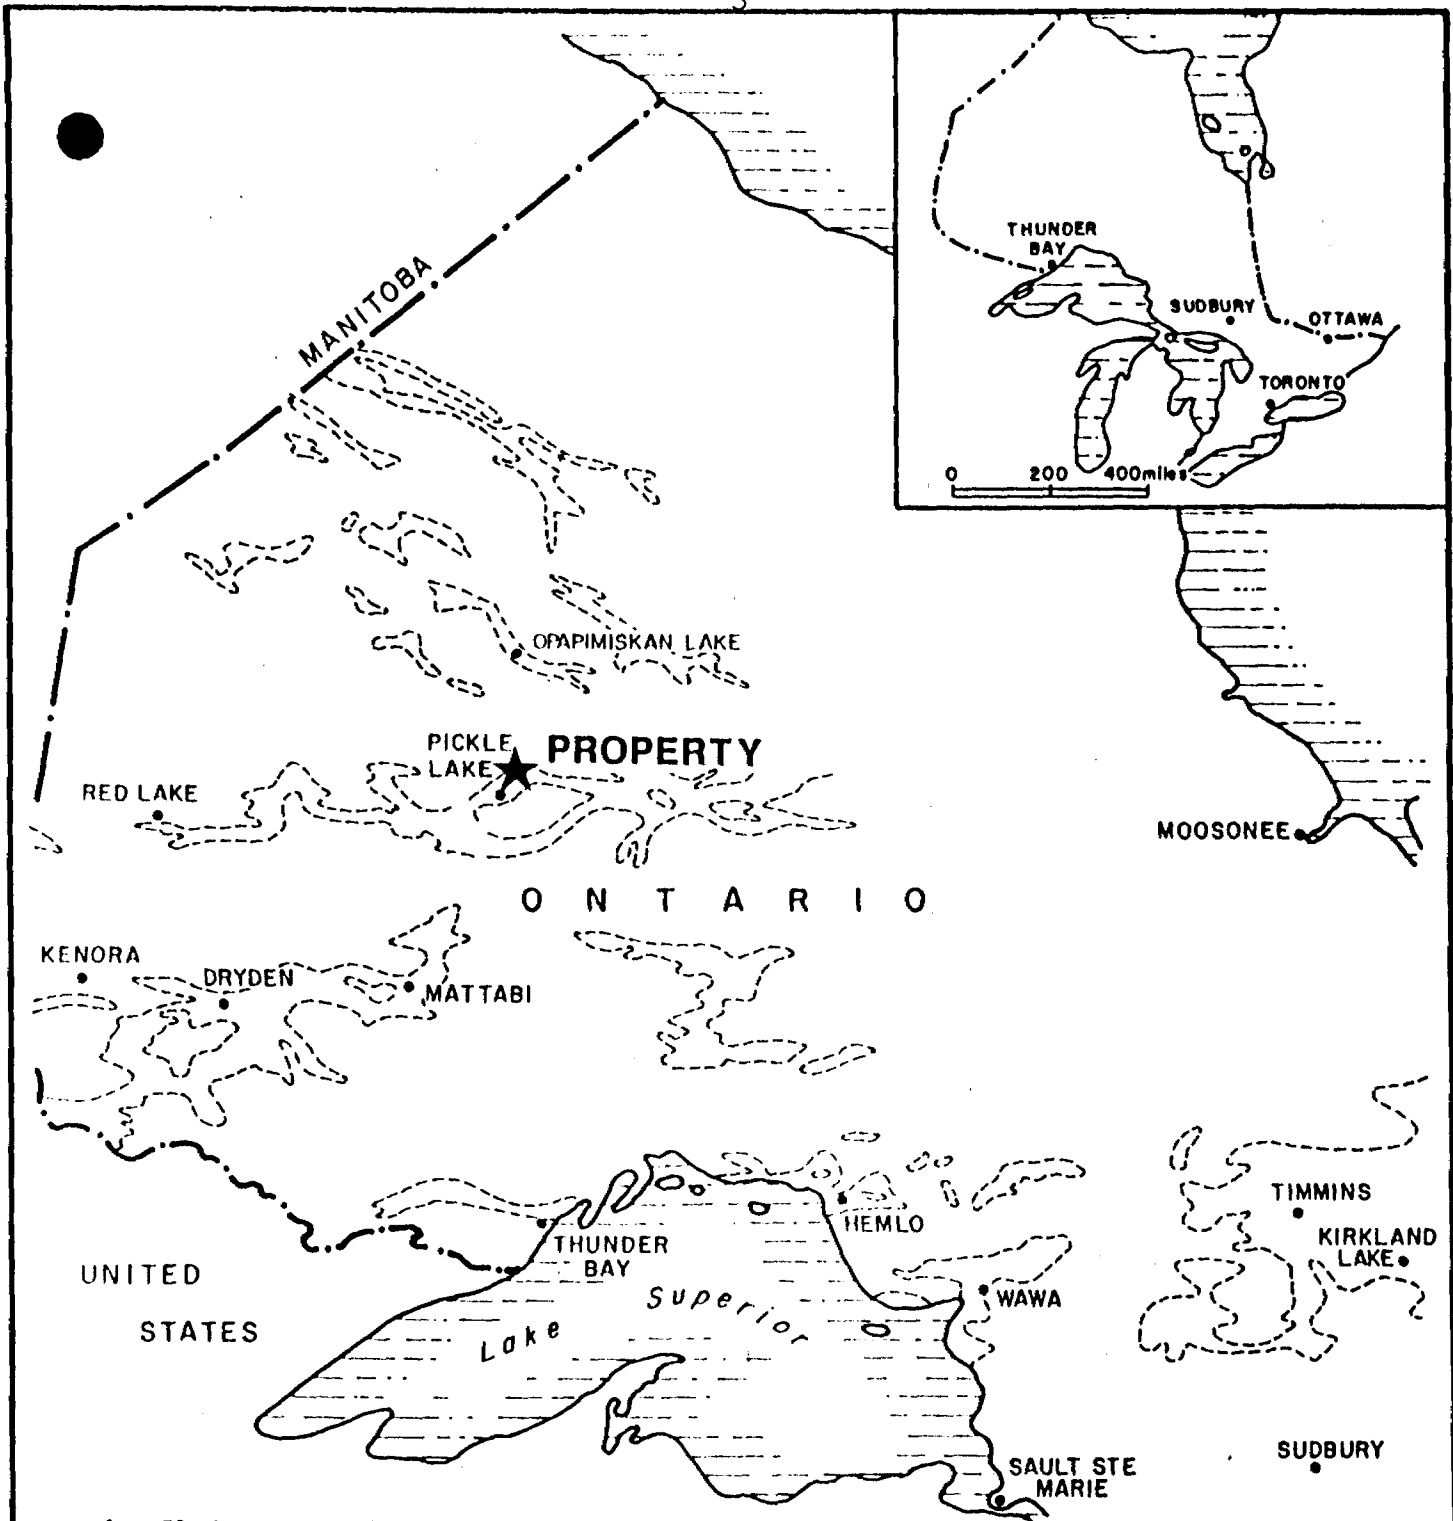 THUNDER
BAY
SUDBURY
OTTAWA
TORONTO
0 200 400miles
MANITOBA
OPAPIMISKAN LAKE
PICKLE
LAKE
PROPERTY
RED LAKE
MOOSONEE
ONTARIO
KENORA
DRYDEN
MATTABI
TIMMINS
HEMLO
KIRKLAND
LAKE
THUNDER
BAY
UNITED
STATES
Lake Superior
WAWA
SUDBURY
SAULT STE
MARIE